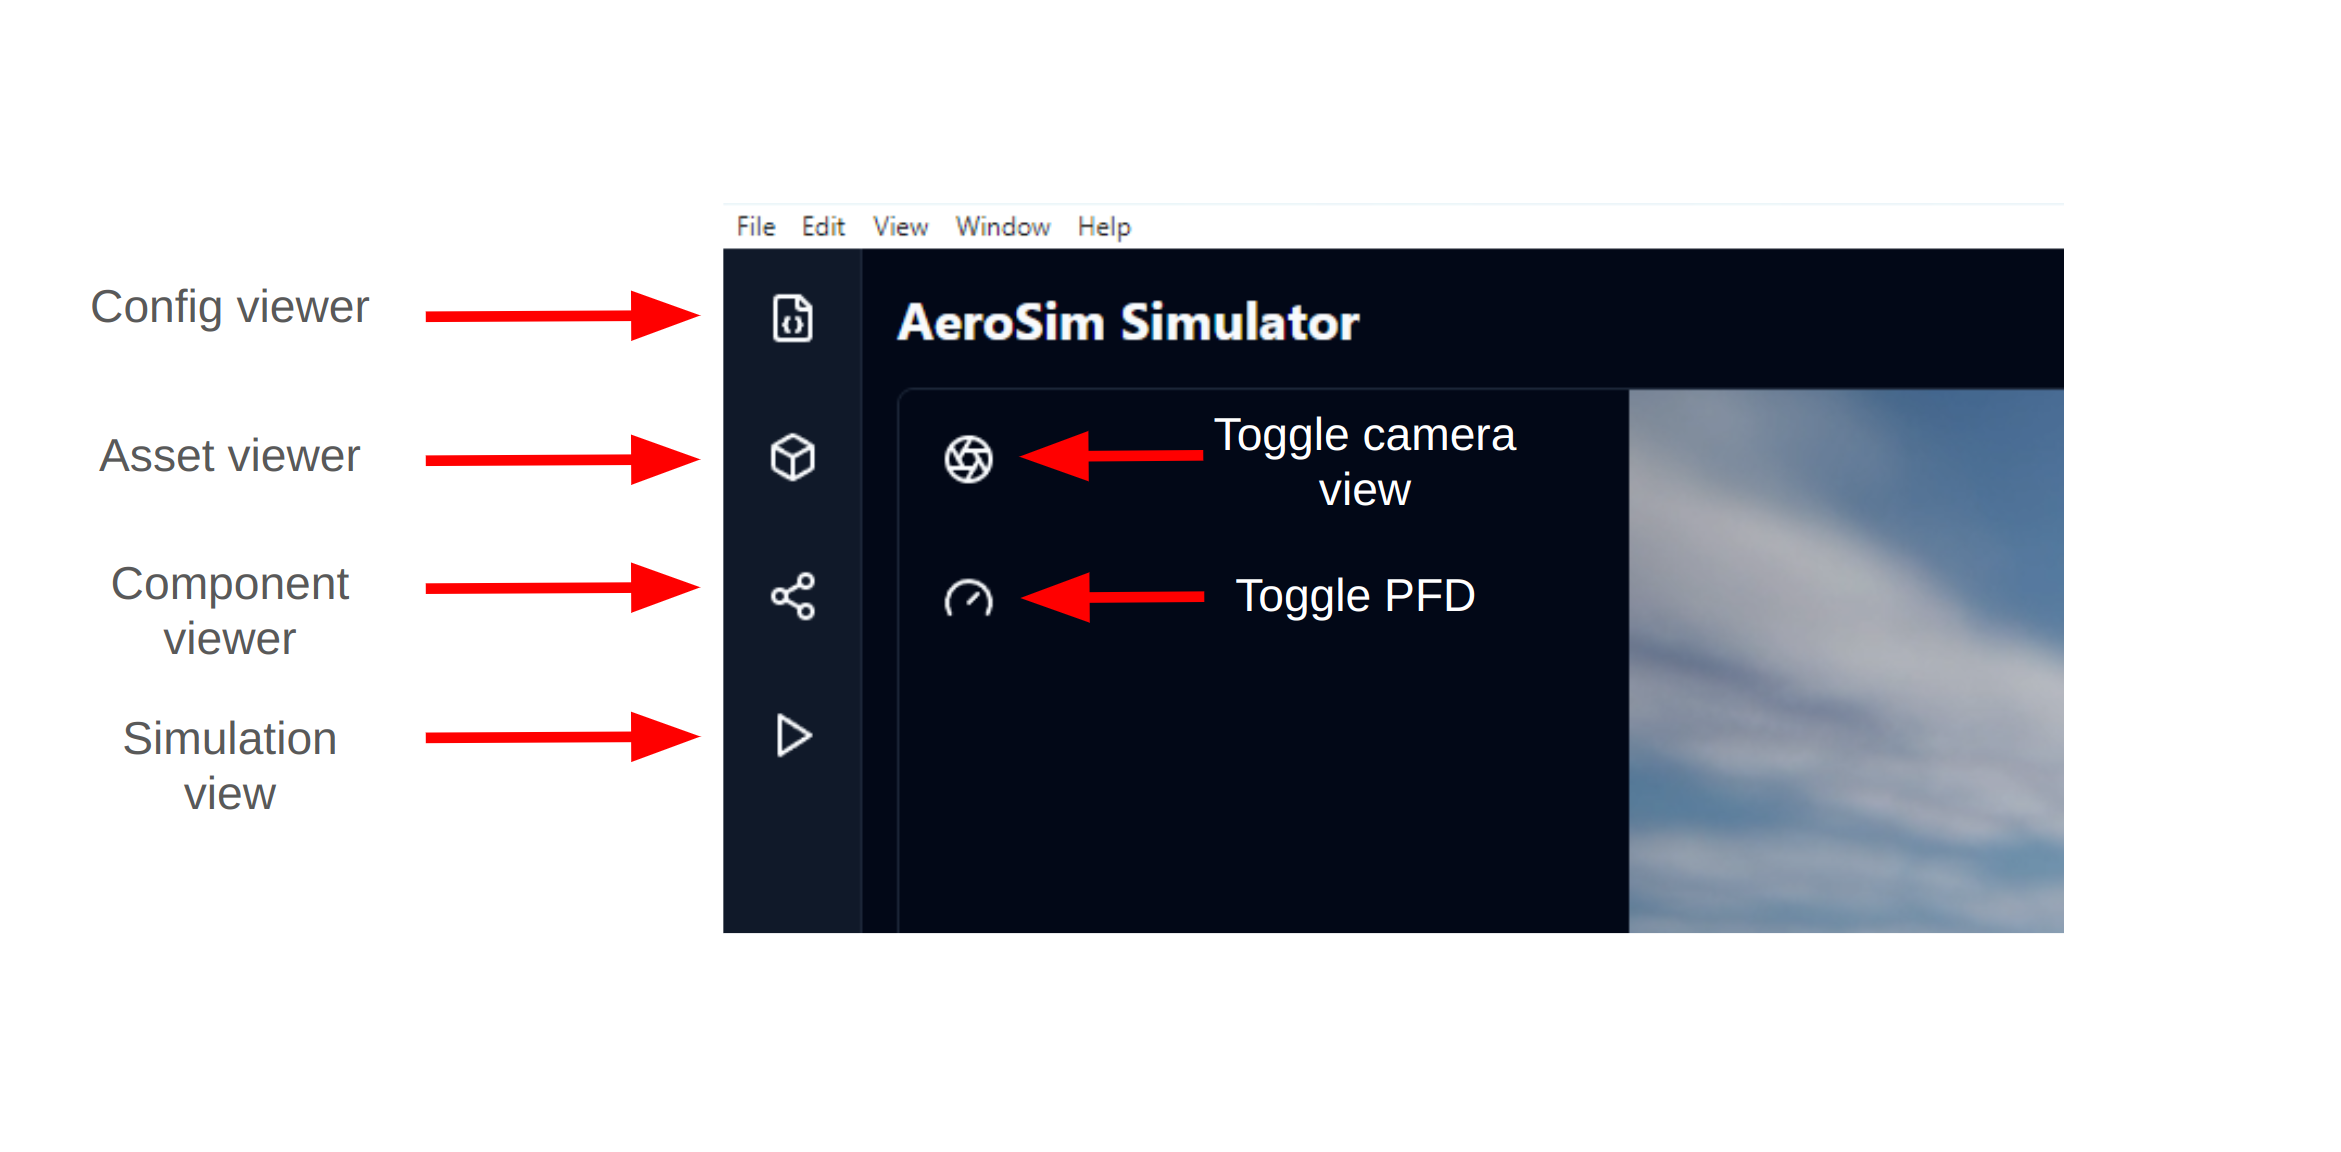 File Edit View Window Help
Config viewer
AeroSim Simulator
Asset viewer
Toggle camera
view
Component
viewer
Toggle PFD
Simulation
view